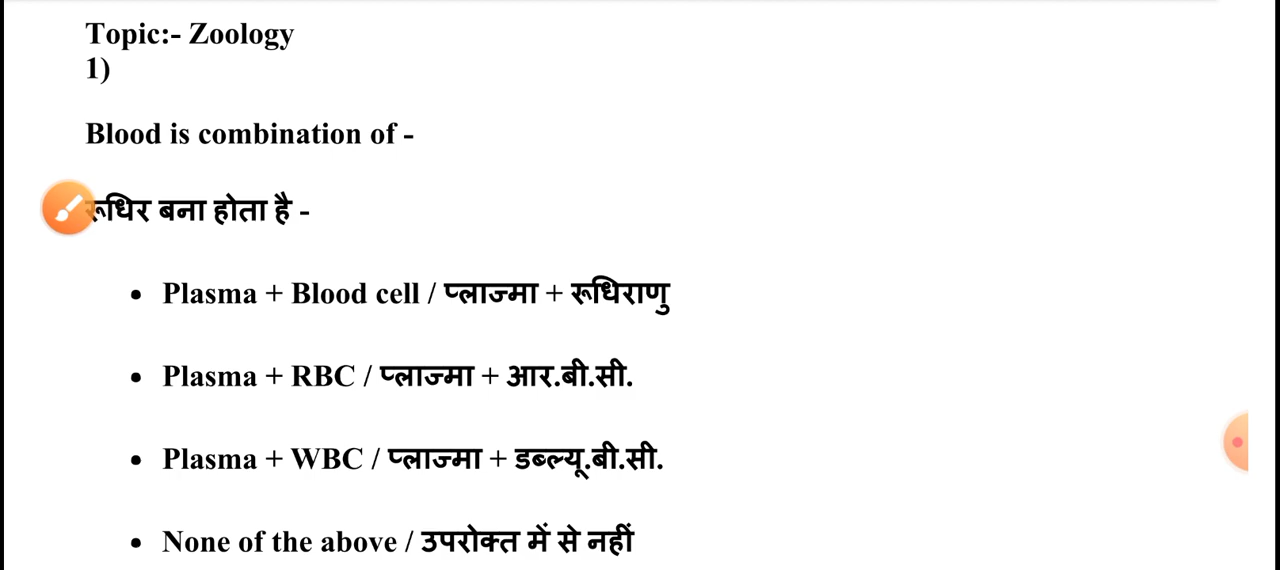 Topic:- Zoology
1)
Blood is combination of -
रूधिर बना होता है -
• Plasma + Blood cell / प्लाज्मा + रूधिराणु
• Plasma + RBC / प्लाज्मा + आर.बी.सी.
• Plasma + WBC / प्लाज्मा + डब्ल्यू.बी.सी.
• None of the above / उपरोक्त में से नहीं